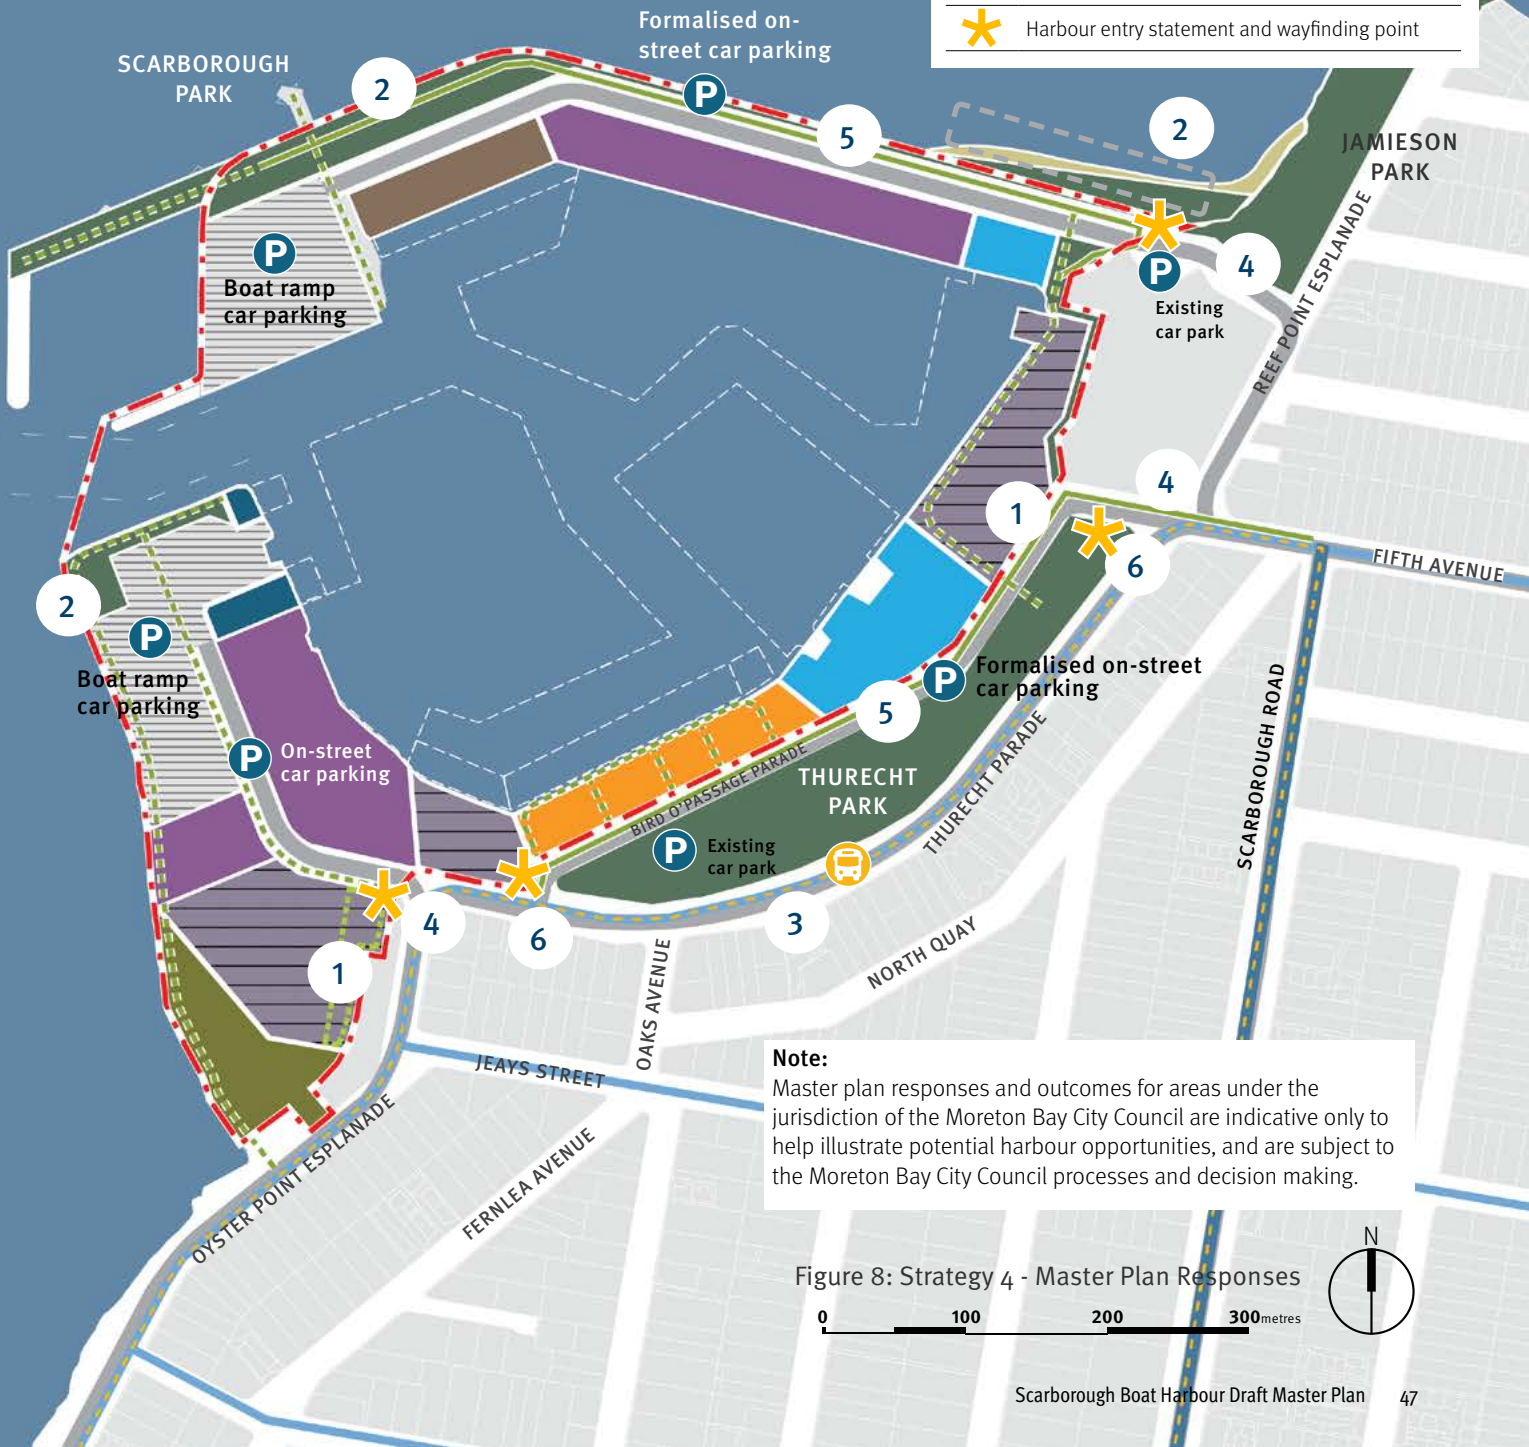 Harbour entry statement and wayfinding point
Formalised on-
street car parking
SCARBOROUGH
PARK
2
P
5
2
JAMIESON
PARK
P
Boat ramp
car parking
4
P
Existing
car park
REEF POINT ESPLANADE
4
1
6
FIFTH AVENUE
2
P
Boat ramp
car parking
P
Formalised on-street
car parking
5
SCARBOROUGH ROAD
P
On-street
car parking
BIRD O'PASSAGE PARADE
THURECHT
PARK
THURECHT PARADE
P
Existing
car park
4
6
3
1
NORTH QUAY
OAKS AVENUE
JEAYS STREET
OYSTER POINT ESPLANADE
FERNLEA AVENUE
Note:
Master plan responses and outcomes for areas under the
jurisdiction of the Moreton Bay City Council are indicative only to
help illustrate potential harbour opportunities, and are subject to
the Moreton Bay City Council processes and decision making.
N
Figure 8: Strategy 4 - Master Plan Responses
0 100 200 300metres
Scarborough Boat Harbour Draft Master Plan 47